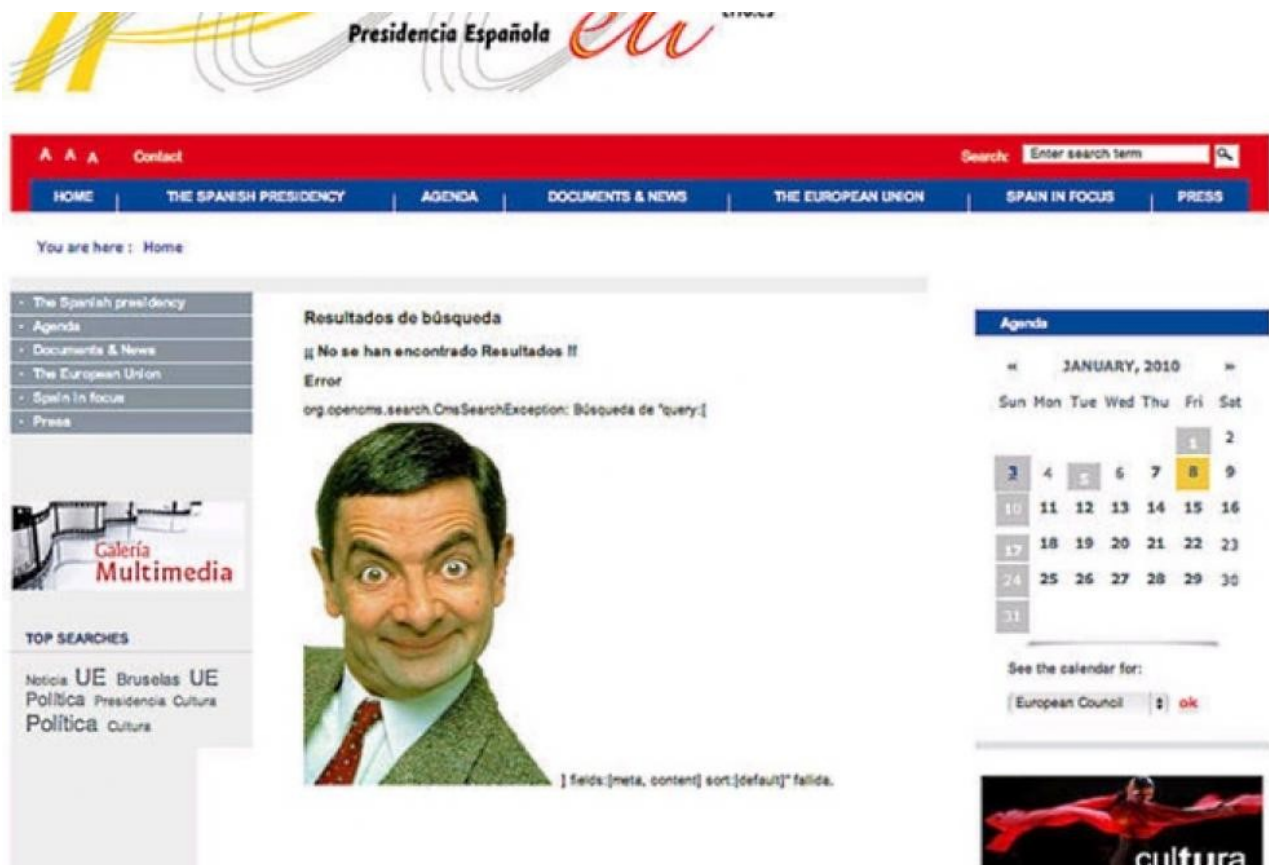 Presidencia Española eu
A A A Contact Search: Enter search term
HOME THE SPANISH PRESIDENCY AGENDA DOCUMENTS & NEWS THE EUROPEAN UNION SPAIN IN FOCUS PRESS
You are here : Home
· The Spanish presidency
· Agenda
· Documents & News
· The European Union
· Spain in focus
· Press
Galería
Multimedia
TOP SEARCHES
Noticia UE Bruselas UE
Política Presidencia Cultura
Política Cultura
Resultados de búsqueda
¡¡ No se han encontrado Resultados !!
Error
org.opencms.search.CmsSearchException: Búsqueda de "query:[
] fields:[meta, content] sort:[default]" fallida.
Agenda
« JANUARY, 2010 »
Sun Mon Tue Wed Thu Fri Sat
1 2
3 4 5 6 7 8 9
10 11 12 13 14 15 16
17 18 19 20 21 22 23
24 25 26 27 28 29 30
31
See the calendar for:
European Council ok
cultura